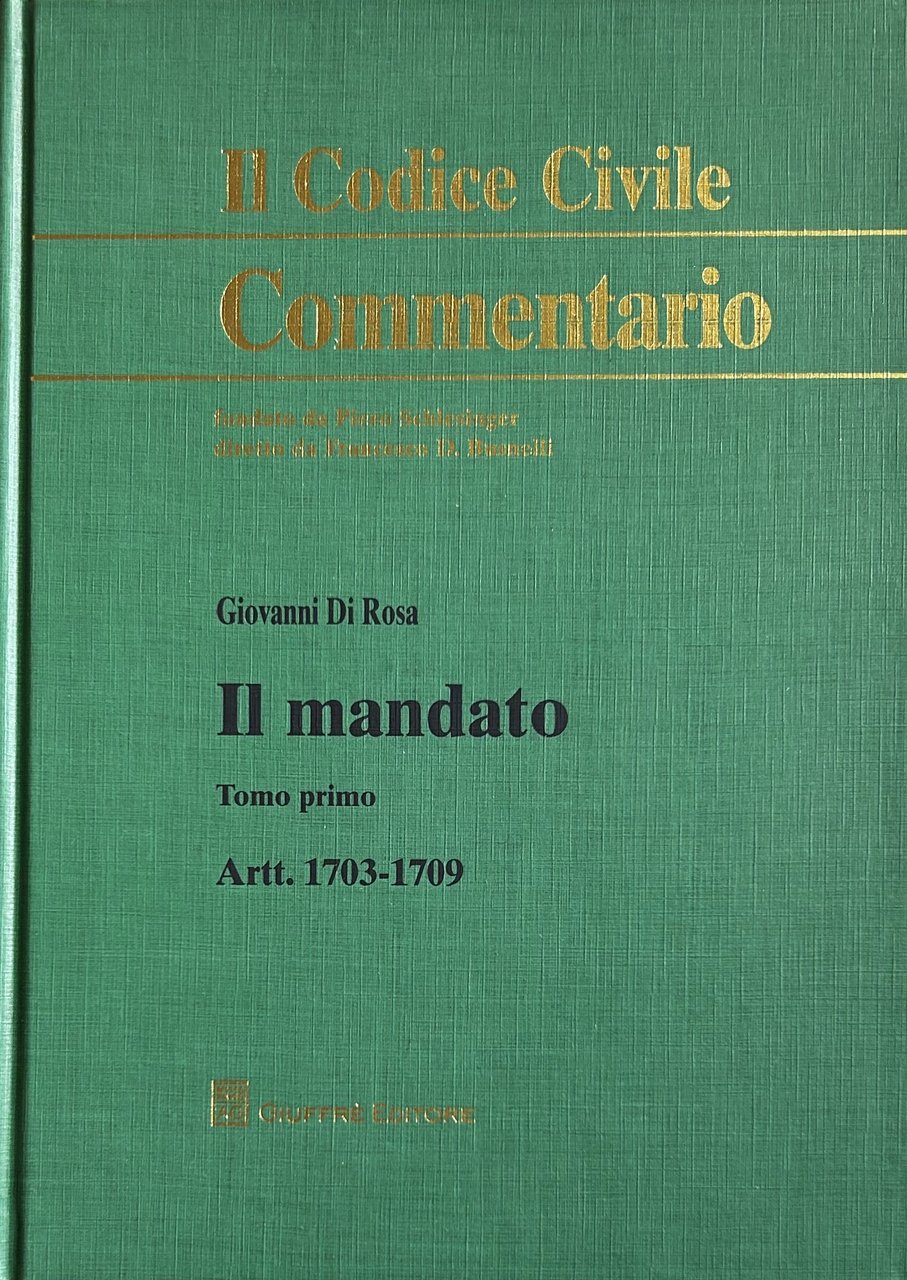 Il Codice Civile
Commentario
fondato da Piero Schlesinger
diretto da Francesco D. Busnelli
Giovanni Di Rosa
Il mandato
Tomo primo
Artt. 1703-1709
GIUFFRÈ EDITORE